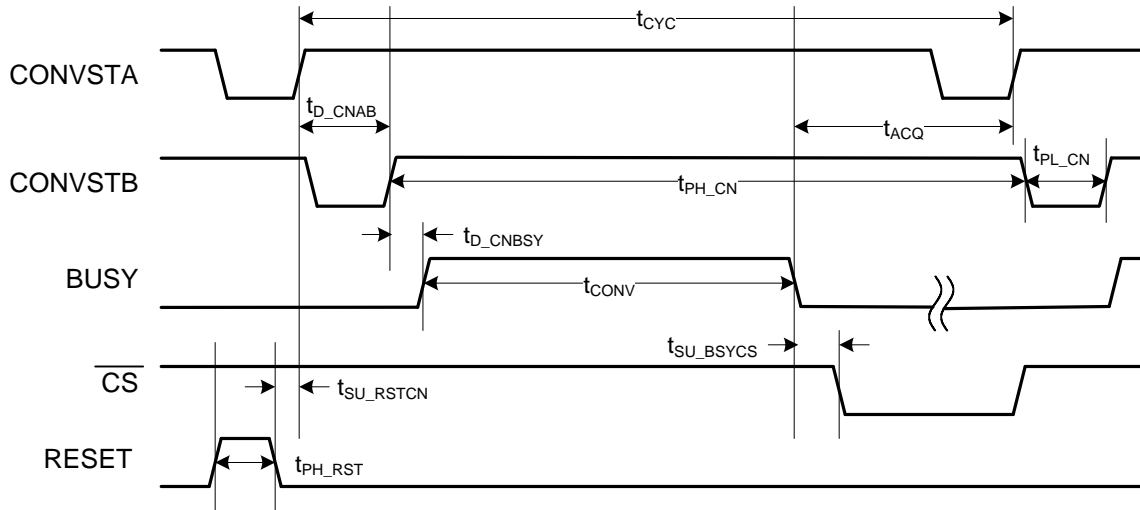 tCYC
CONVSTA
tD_CNAB
tACQ
CONVSTB
tPL_CN
tPH_CN
tD_CNBSY
BUSY
tCONV
tSU_BSYCS
CS
tSU_RSTCN
RESET
tPH_RST